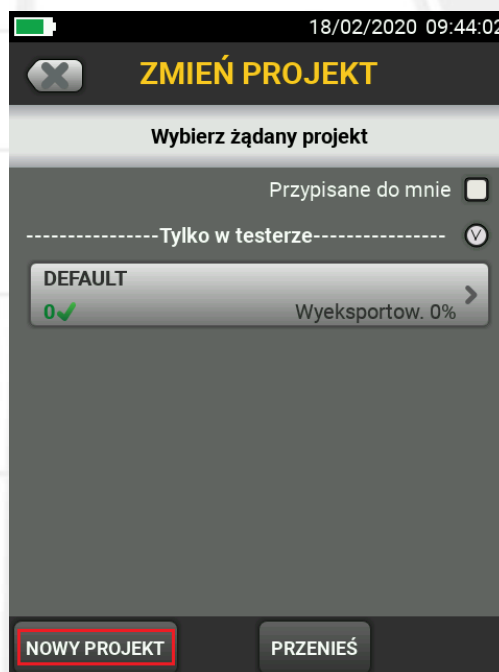 18/02/2020 09:44:02
ZMIEŃ PROJEKT
Wybierz żądany projekt
Przypisane do mnie
----------------Tylko w testerze----------------
DEFAULT
0 Wyeksportow. 0%
NOWY PROJEKT PRZENIEŚ